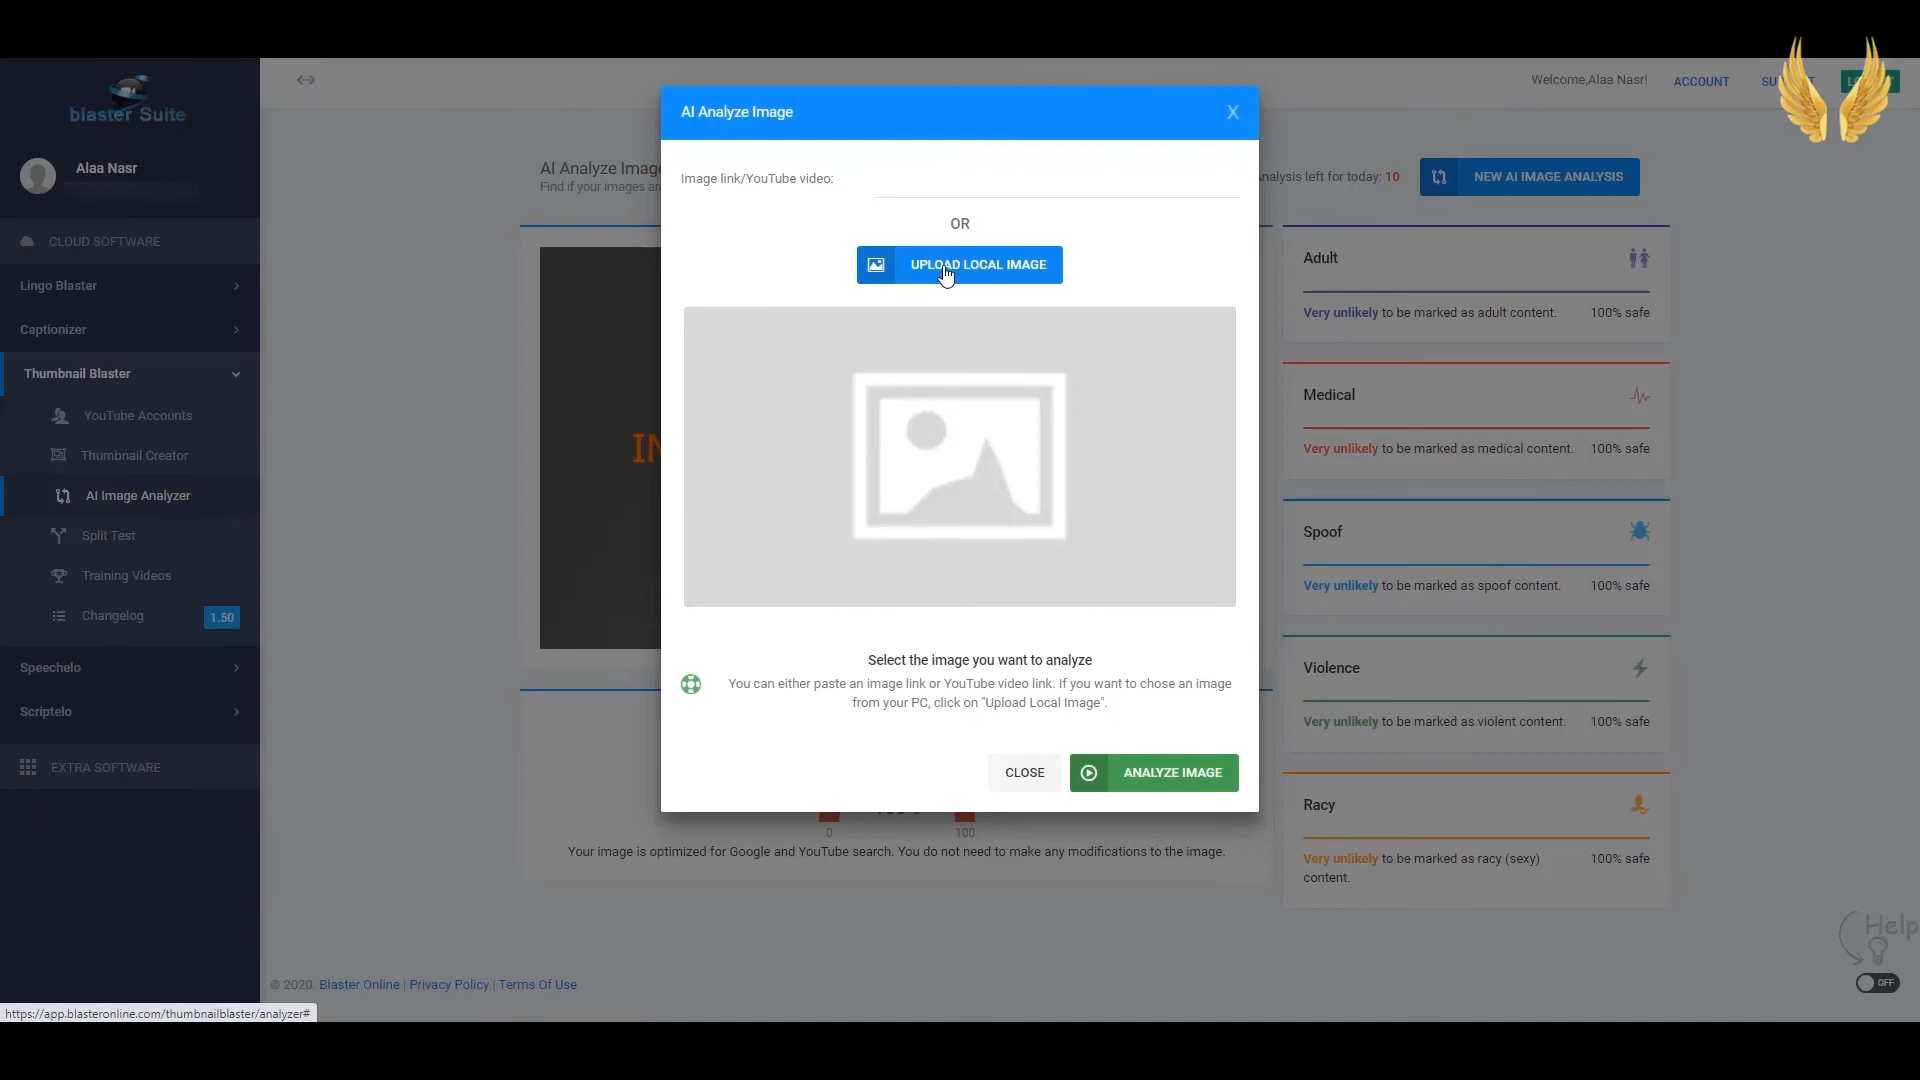 blaster Suite
Alaa Nasr
CLOUD SOFTWARE
Lingo Blaster
Captionizer
Thumbnail Blaster
YouTube Accounts
Thumbnail Creator
AI Image Analyzer
Split Test
Training Videos
Changelog 1.50
Speechelo
Scriptelo
EXTRA SOFTWARE
Welcome,Alaa Nasr! ACCOUNT
AI Analyze Image
Find if your images are
nalysis left for today: 10
NEW AI IMAGE ANALYSIS
IN
AI Analyze Image X
Image link/YouTube video:
OR
UPLOAD LOCAL IMAGE
Select the image you want to analyze
You can either paste an image link or YouTube video link. If you want to chose an image
from your PC, click on "Upload Local Image".
CLOSE
ANALYZE IMAGE
0 100
Your image is optimized for Google and YouTube search. You do not need to make any modifications to the image.
Adult
Very unlikely to be marked as adult content. 100% safe
Medical
Very unlikely to be marked as medical content. 100% safe
Spoof
Very unlikely to be marked as spoof content. 100% safe
Violence
Very unlikely to be marked as violent content. 100% safe
Racy
Very unlikely to be marked as racy (sexy) 100% safe
content.
Help
OFF
© 2020. Blaster Online | Privacy Policy | Terms Of Use
https://app.blasteronline.com/thumbnailblaster/analyzer#